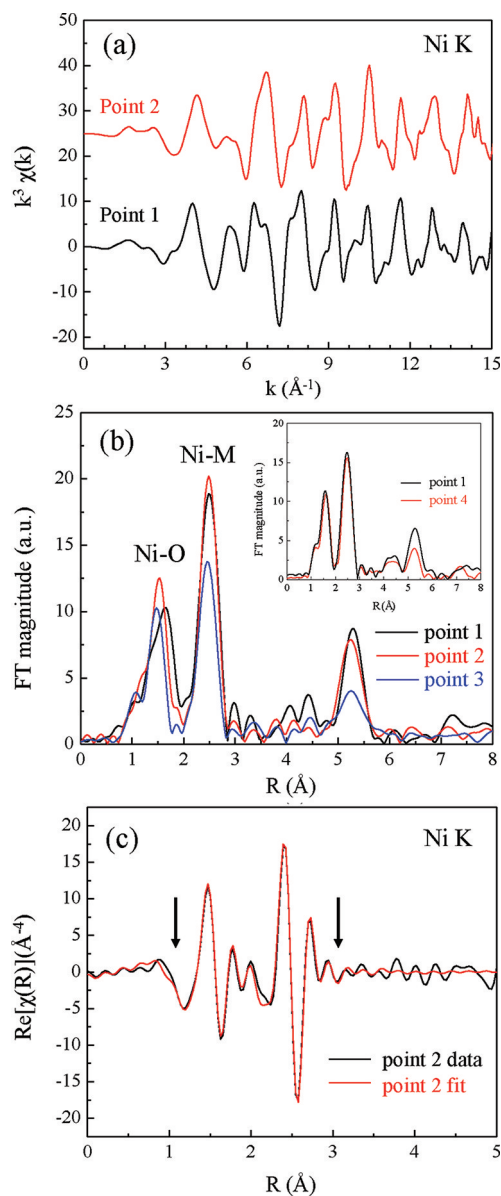 (a)
Ni K
50
40
30
20
10
0
-10
-20
Point 2
Point 1
k³ χ(k)
0 3 6 9 12 15
k (Å⁻¹)
(b)
Ni-M
Ni-O
25
20
15
10
5
0
FT magnitude (a.u.)
0 1 2 3 4 5 6 7 8
R (Å)
point 1
point 2
point 3
20
15
10
5
0
FT magnitude (a.u.)
point 1
point 4
0 1 2 3 4 5 6 7 8
R(Å)
(c)
Ni K
20
15
10
5
0
-5
-10
-15
-20
Re[χ(R)](Å⁻⁴)
point 2 data
point 2 fit
0 1 2 3 4 5
R (Å)